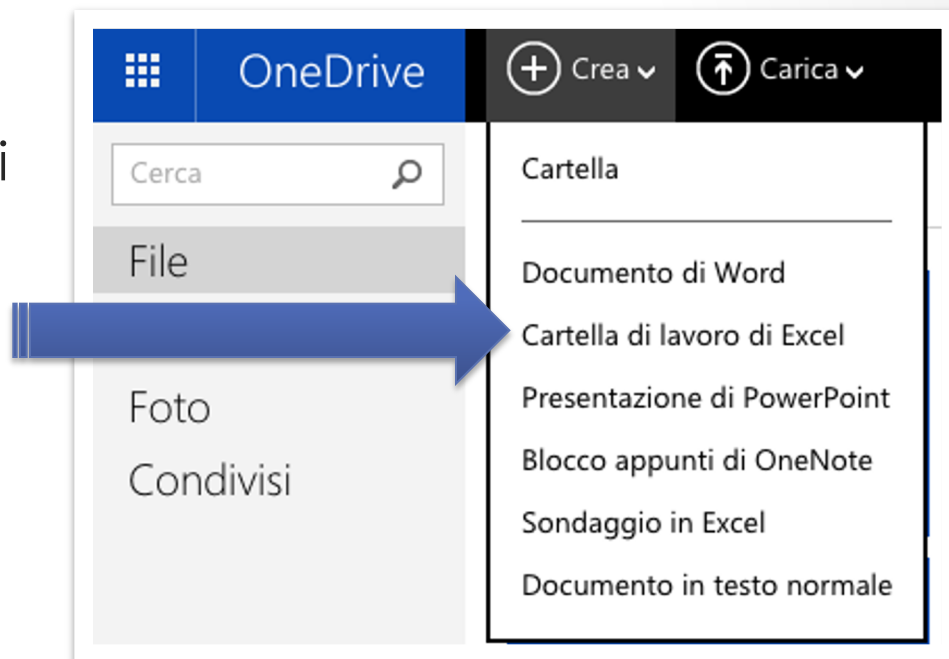 OneDrive
Crea
Carica
i
Cerca
File
Foto
Condivisi
Cartella
Documento di Word
Cartella di lavoro di Excel
Presentazione di PowerPoint
Blocco appunti di OneNote
Sondaggio in Excel
Documento in testo normale